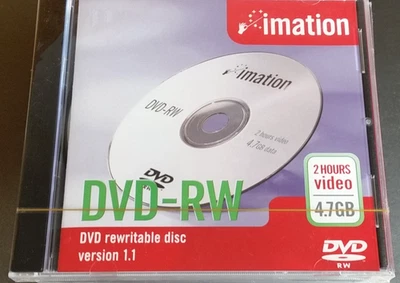 imation
imation
DVD-RW
2 hours video
4.7GB data
DVD
DVD-RW
2 HOURS
video
4.7GB
DVD rewritable disc
version 1.1
DVD
RW